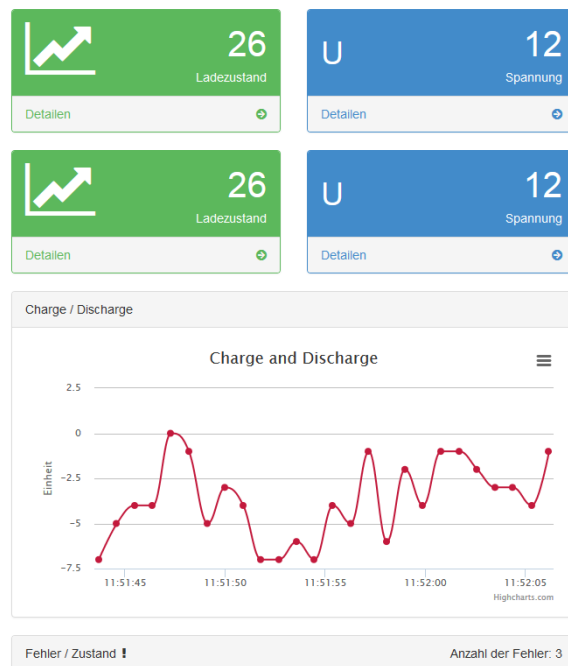 26
Ladezustand
Detailen
U
12
Spannung
Detailen
26
Ladezustand
Detailen
U
12
Spannung
Detailen
Charge / Discharge
Charge and Discharge
Einheit
2.5
0
−2.5
−5
−7.5
11:51:45 11:51:50 11:51:55 11:52:00 11:52:05
Highcharts.com
Fehler / Zustand !
Anzahl der Fehler: 3